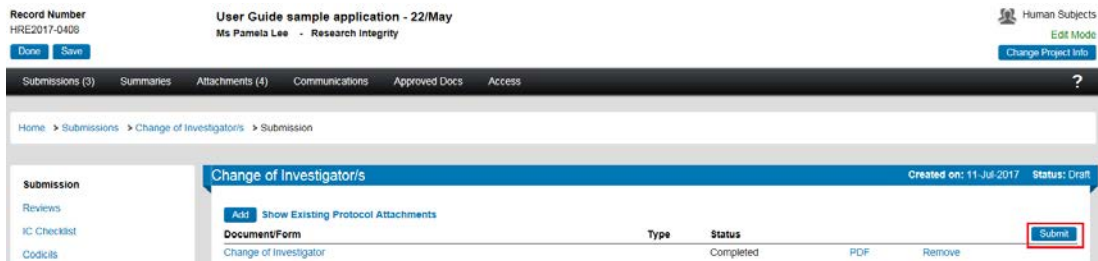 Record Number
HRE2017-0408
Done Save
User Guide sample application - 22/May
Ms Pamela Lee - Research Integrity
Human Subjects
Edit Mode
Change Project Info
Submissions (3) Summaries Attachments (4) Communications Approved Docs Access ?
Home > Submissions > Change of Investigator/s > Submission
Submission
Reviews
IC Checklist
Codicils
Change of Investigator/s Created on: 11-Jul-2017 Status: Draft
Add Show Existing Protocol Attachments
Document/Form Type Status Submit
Change of Investigator Completed PDF Remove